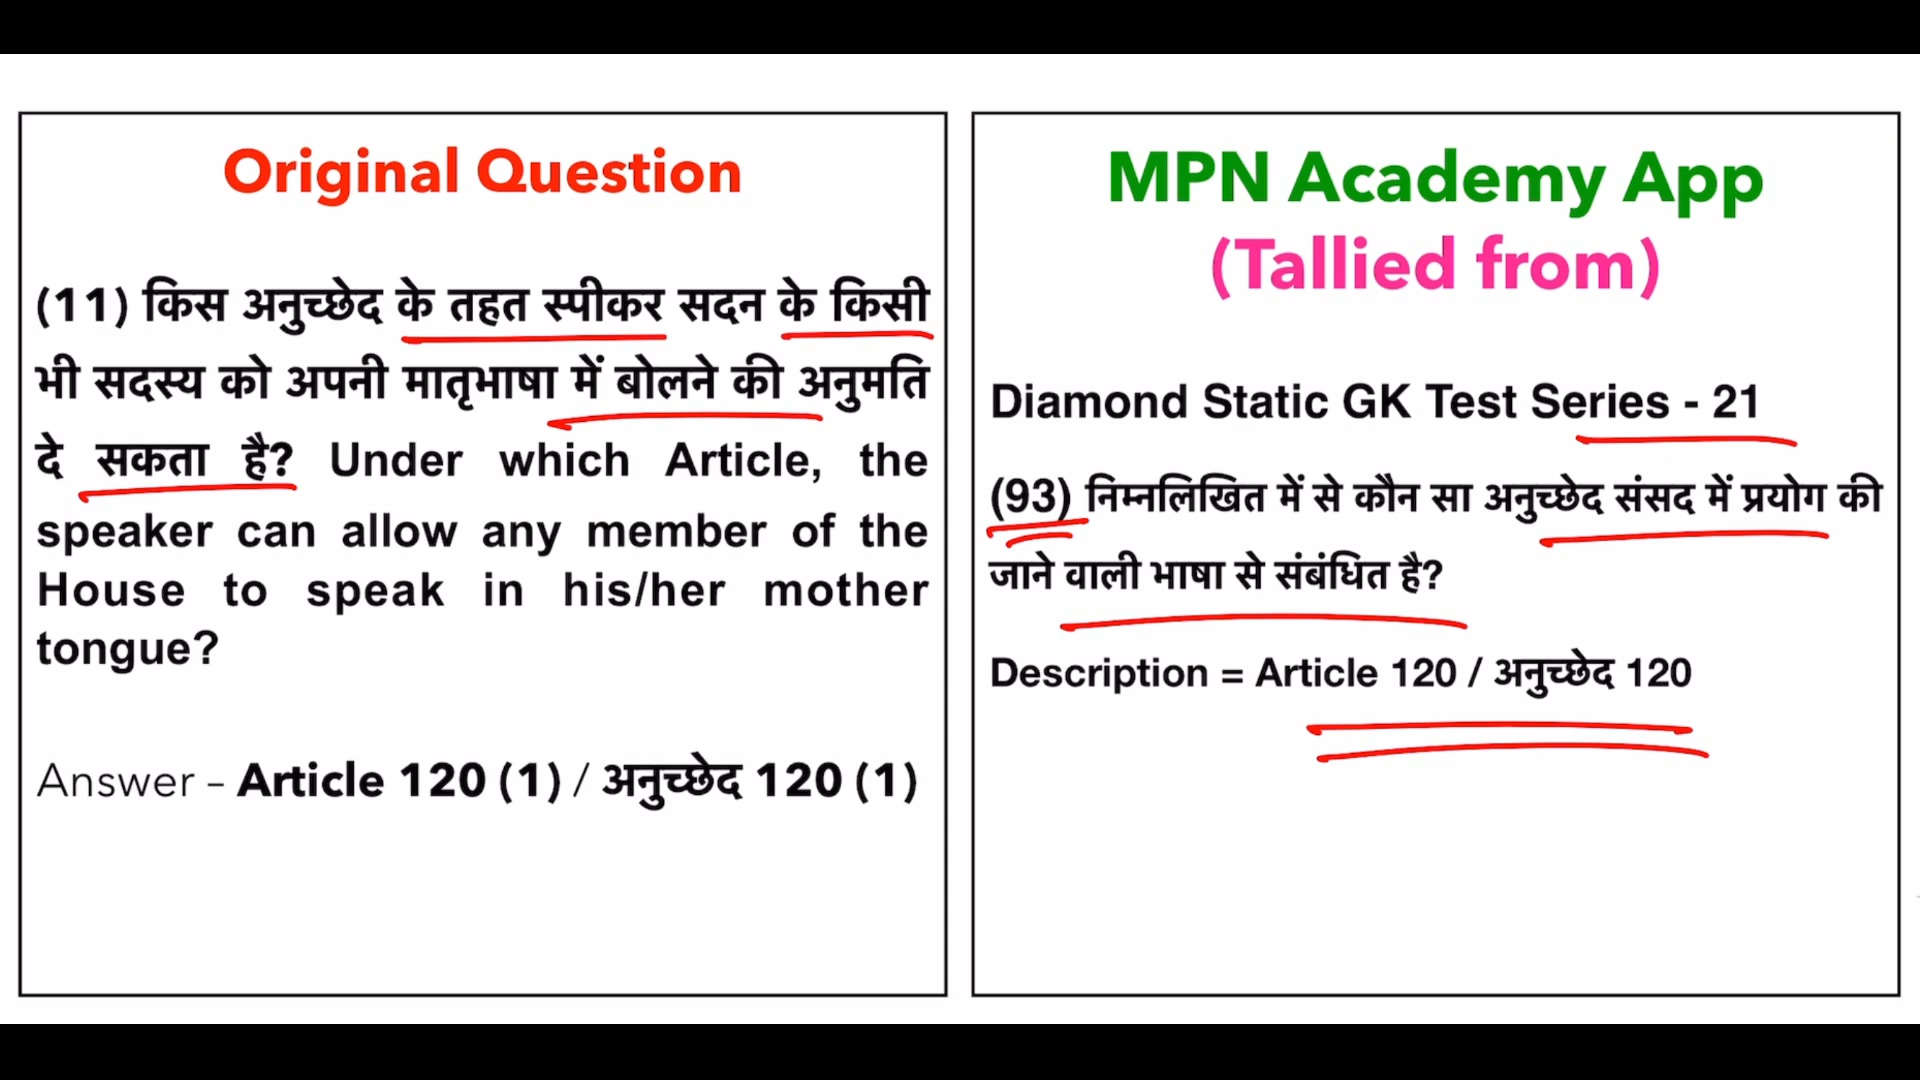 Original Question
(11) किस अनुच्छेद के तहत स्पीकर सदन के किसी
भी सदस्य को अपनी मातृभाषा में बोलने की अनुमति
दे सकता है? Under which Article, the
speaker can allow any member of the
House to speak in his/her mother
tongue?
Answer – Article 120 (1) / अनुच्छेद 120 (1)
MPN Academy App
(Tallied from)
Diamond Static GK Test Series - 21
(93) निम्नलिखित में से कौन सा अनुच्छेद संसद में प्रयोग की
जाने वाली भाषा से संबंधित है?
Description = Article 120 / अनुच्छेद 120